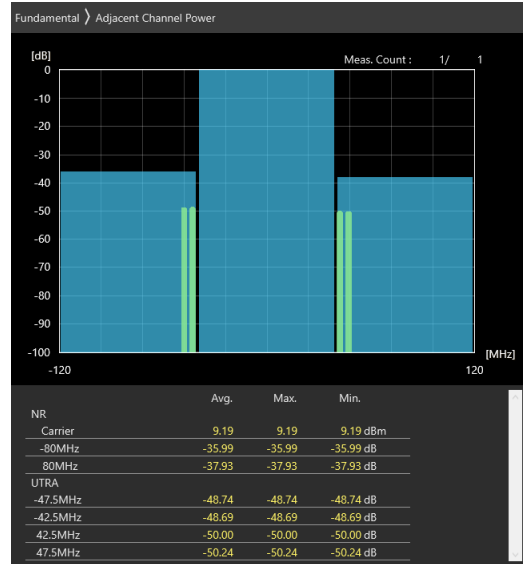 Fundamental ❭ Adjacent Channel Power
[dB]
Meas. Count : 1/ 1
0
-10
-20
-30
-40
-50
-60
-70
-80
-90
-100
[MHz]
-120 120
Avg. Max. Min.
NR
Carrier 9.19 9.19 9.19 dBm
-80MHz -35.99 -35.99 -35.99 dB
80MHz -37.93 -37.93 -37.93 dB
UTRA
-47.5MHz -48.74 -48.74 -48.74 dB
-42.5MHz -48.69 -48.69 -48.69 dB
42.5MHz -50.00 -50.00 -50.00 dB
47.5MHz -50.24 -50.24 -50.24 dB